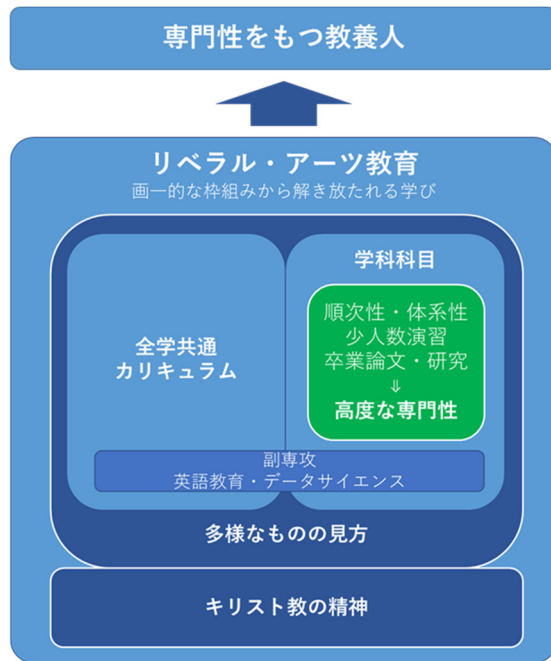 専門性をもつ教養人
リベラル・アーツ教育
画一的な枠組みから解き放たれる学び
全学共通
カリキュラム
学科科目
順次性・体系性
少人数演習
卒業論文・研究
⇓
高度な専門性
副専攻
英語教育・データサイエンス
多様なものの見方
キリスト教の精神